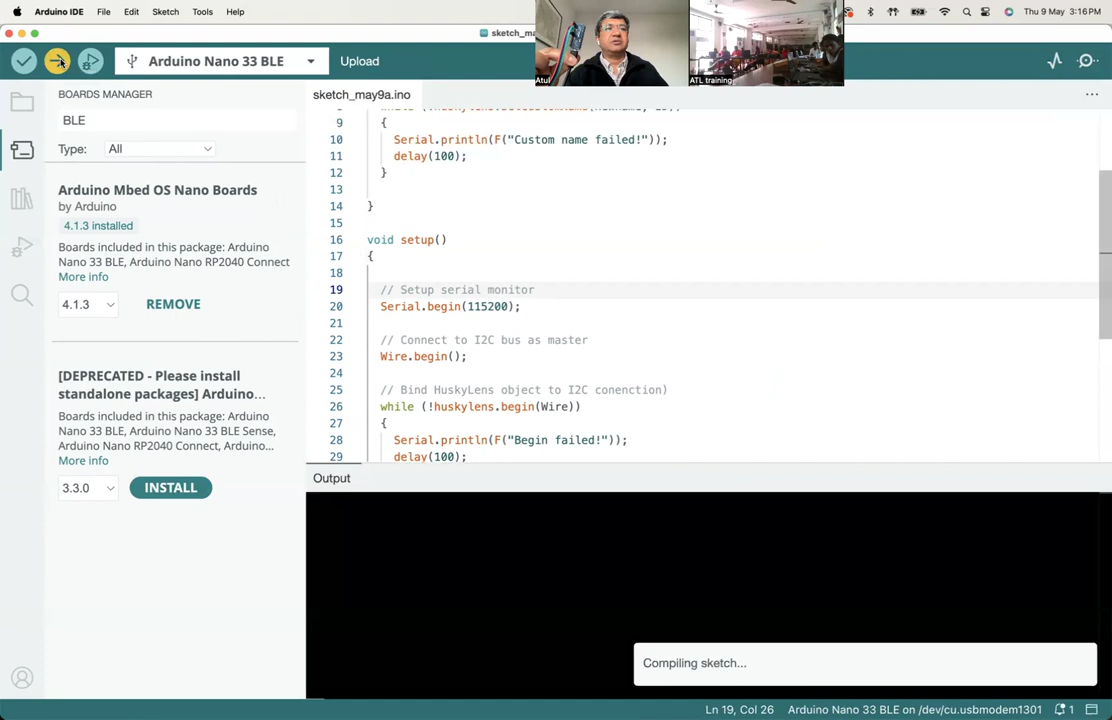 Arduino IDE File Edit Sketch Tools Help
Thu 9 May 3:16 PM
sketch_ma
Arduino Nano 33 BLE
Upload
Atul
ATL training
BOARDS MANAGER
BLE
Type: All
Arduino Mbed OS Nano Boards
by Arduino
4.1.3 installed
Boards included in this package: Arduino
Nano 33 BLE, Arduino Nano RP2040 Connect
More info
4.1.3
REMOVE
[DEPRECATED - Please install
standalone packages] Arduino...
Boards included in this package: Arduino
Nano 33 BLE, Arduino Nano 33 BLE Sense,
Arduino Nano RP2040 Connect, Arduino...
More info
3.3.0
INSTALL
sketch_may9a.ino
9 {
10 Serial.println(F("Custom name failed!"));
11 delay(100);
12 }
13
14 }
15
16 void setup()
17 {
18
19 // Setup serial monitor
20 Serial.begin(115200);
21
22 // Connect to I2C bus as master
23 Wire.begin();
24
25 // Bind HuskyLens object to I2C conenction)
26 while (!huskylens.begin(Wire))
27 {
28 Serial.println(F("Begin failed!"));
29 delay(100);
Output
Compiling sketch...
Ln 19, Col 26 Arduino Nano 33 BLE on /dev/cu.usbmodem1301 1